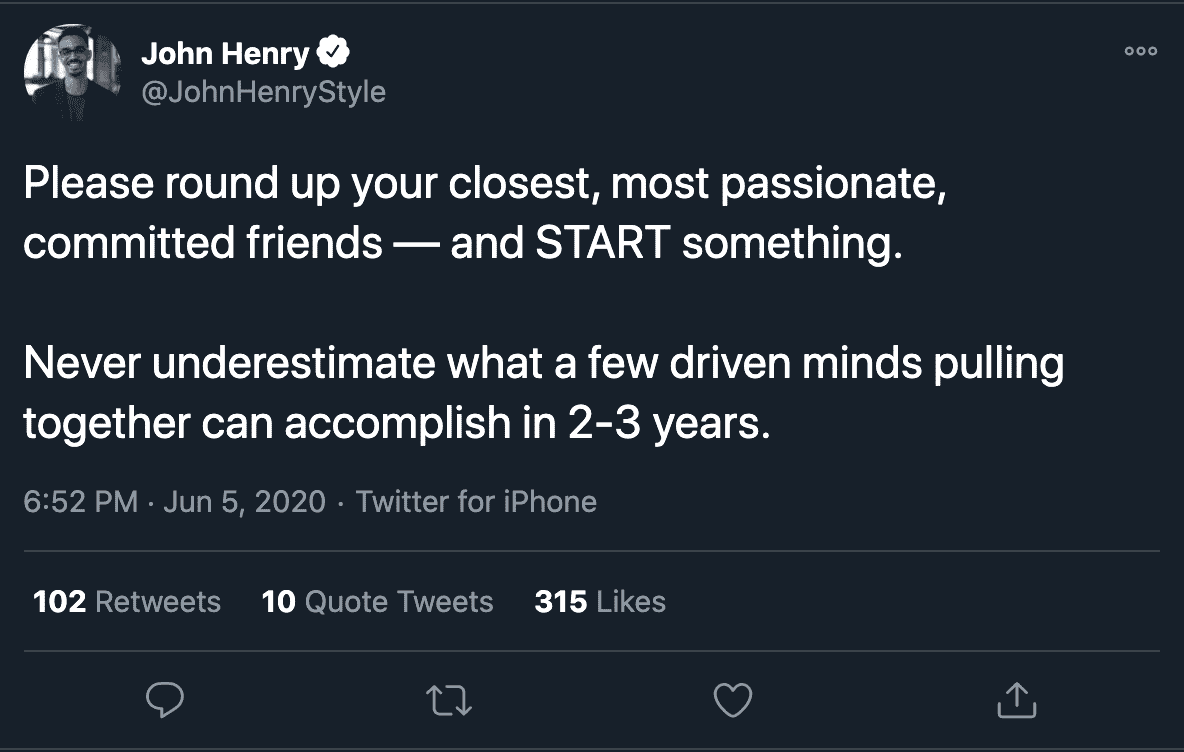 John Henry
@JohnHenryStyle
Please round up your closest, most passionate,
committed friends — and START something.
Never underestimate what a few driven minds pulling
together can accomplish in 2-3 years.
6:52 PM · Jun 5, 2020 · Twitter for iPhone
102 Retweets 10 Quote Tweets 315 Likes